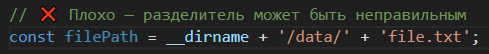 // ❌ Плохо — разделитель может быть неправильным
const filePath = __dirname + '/data/' + 'file.txt';